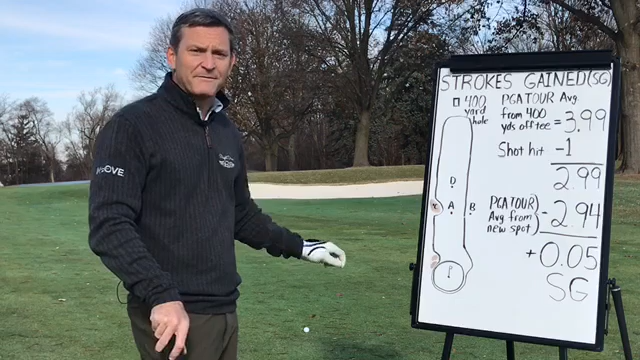 STROKES GAINED (SG)
400
yard
hole
PGA TOUR Avg.
from 400
yds off tee = 3.99
Shot hit -1
2.99
PGA TOUR
Avg from
new spot) - 2.94
+ 0.05
SG
D
A B